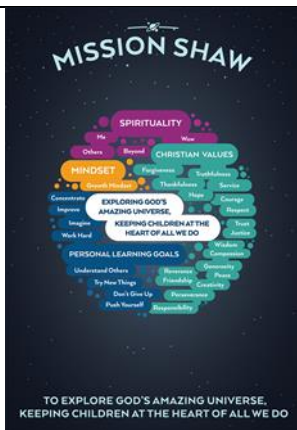 MISSION SHAW
SPIRITUALITY
Me
Wow
Others
Beyond
CHRISTIAN VALUES
MINDSET
Forgiveness
Truthfulness
Growth Mindset
Thankfulness
Service
Concentrate
Hope
Courage
EXPLORING GOD'S
AMAZING UNIVERSE,
Improve
Respect
Imagine
KEEPING CHILDREN AT THE
HEART OF ALL WE DO
Trust
Work Hard
Justice
Wisdom
PERSONAL LEARNING GOALS
Compassion
Understand Others
Reverence
Generosity
Friendship
Peace
Try New Things
Creativity
Don't Give Up
Perseverance
Push Yourself
Responsibility
TO EXPLORE GOD'S AMAZING UNIVERSE,
KEEPING CHILDREN AT THE HEART OF ALL WE DO